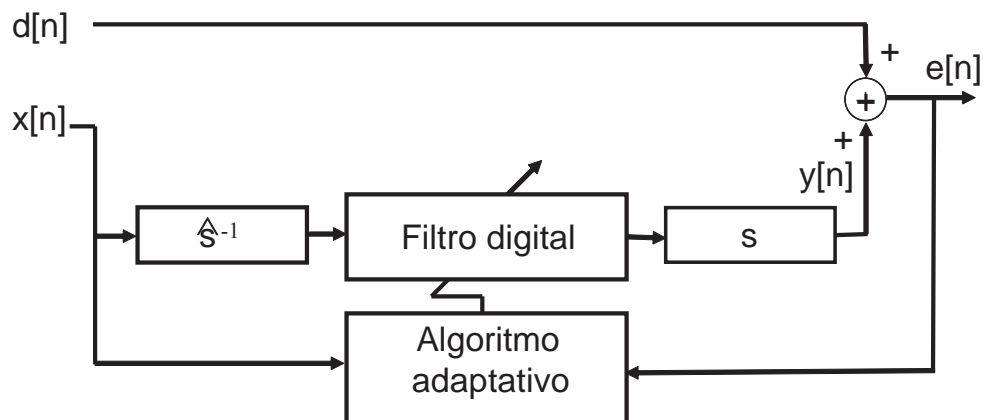 d[n]
+
e[n]
+
x[n]
+
y[n]
ŝ⁻¹
Filtro digital
s
Algoritmo
adaptativo